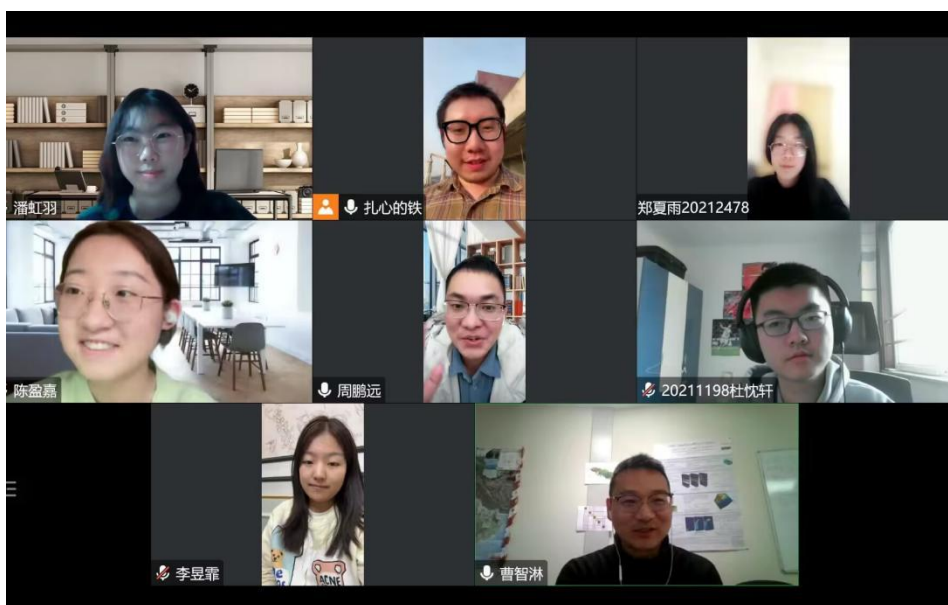 潘虹羽
扎心的铁
郑夏雨20212478
陈盈嘉
周鹏远
20211198杜忱轩
李昱霏
ACNE
曹智淋